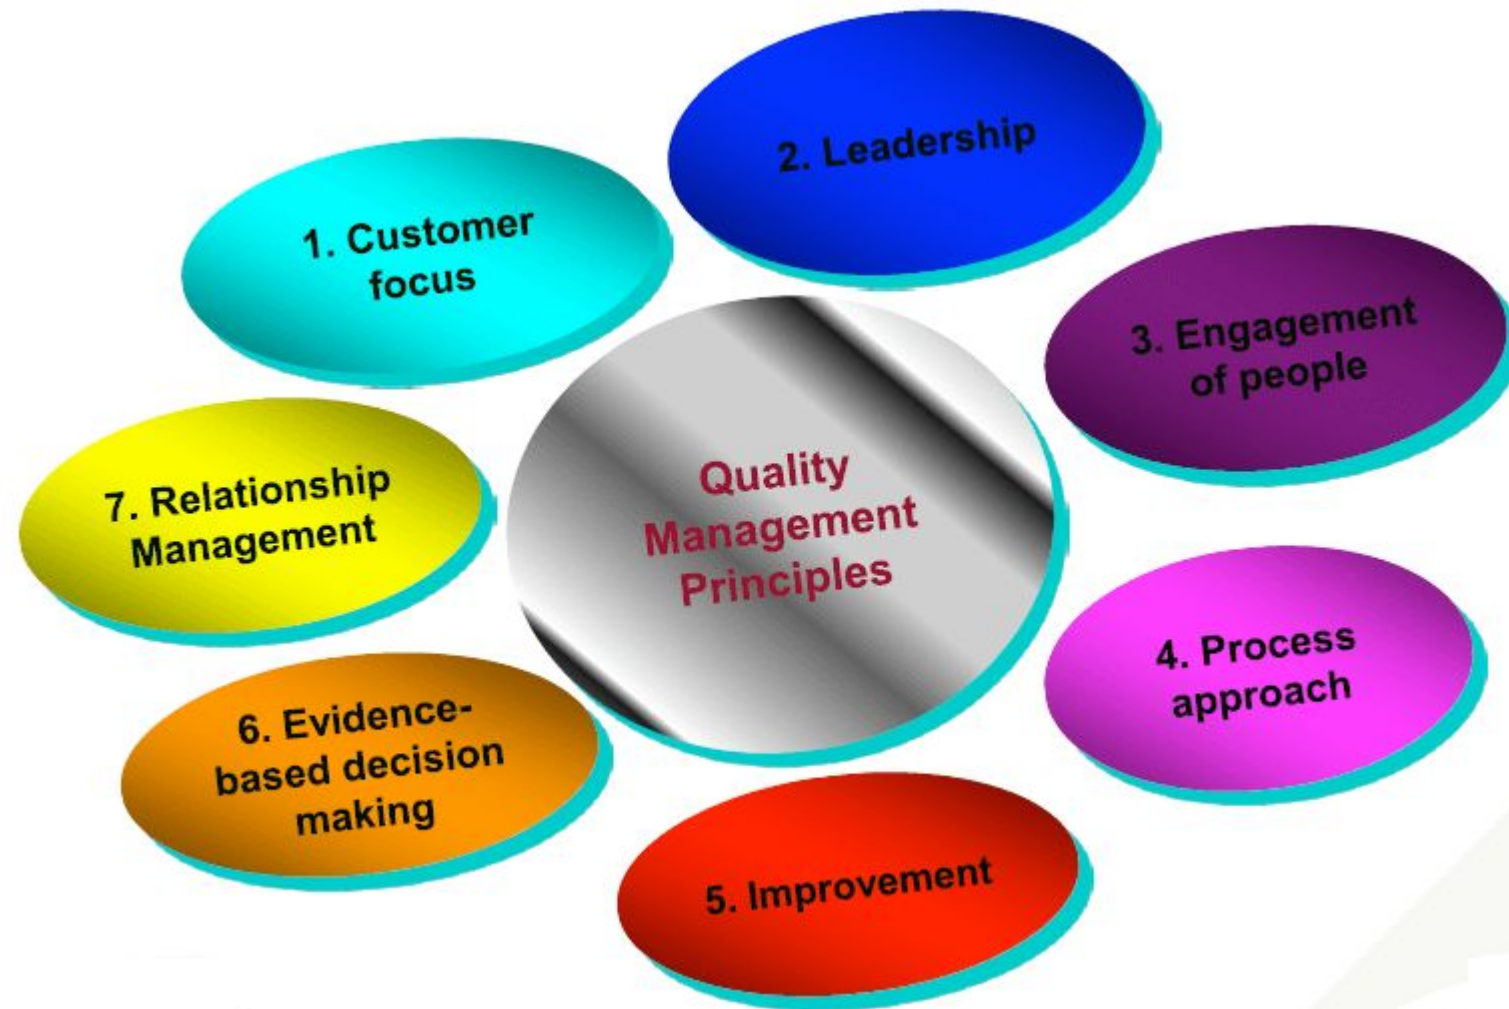 Quality
Management
Principles
1. Customer
focus
2. Leadership
3. Engagement
of people
4. Process
approach
5. Improvement
6. Evidence-
based decision
making
7. Relationship
Management